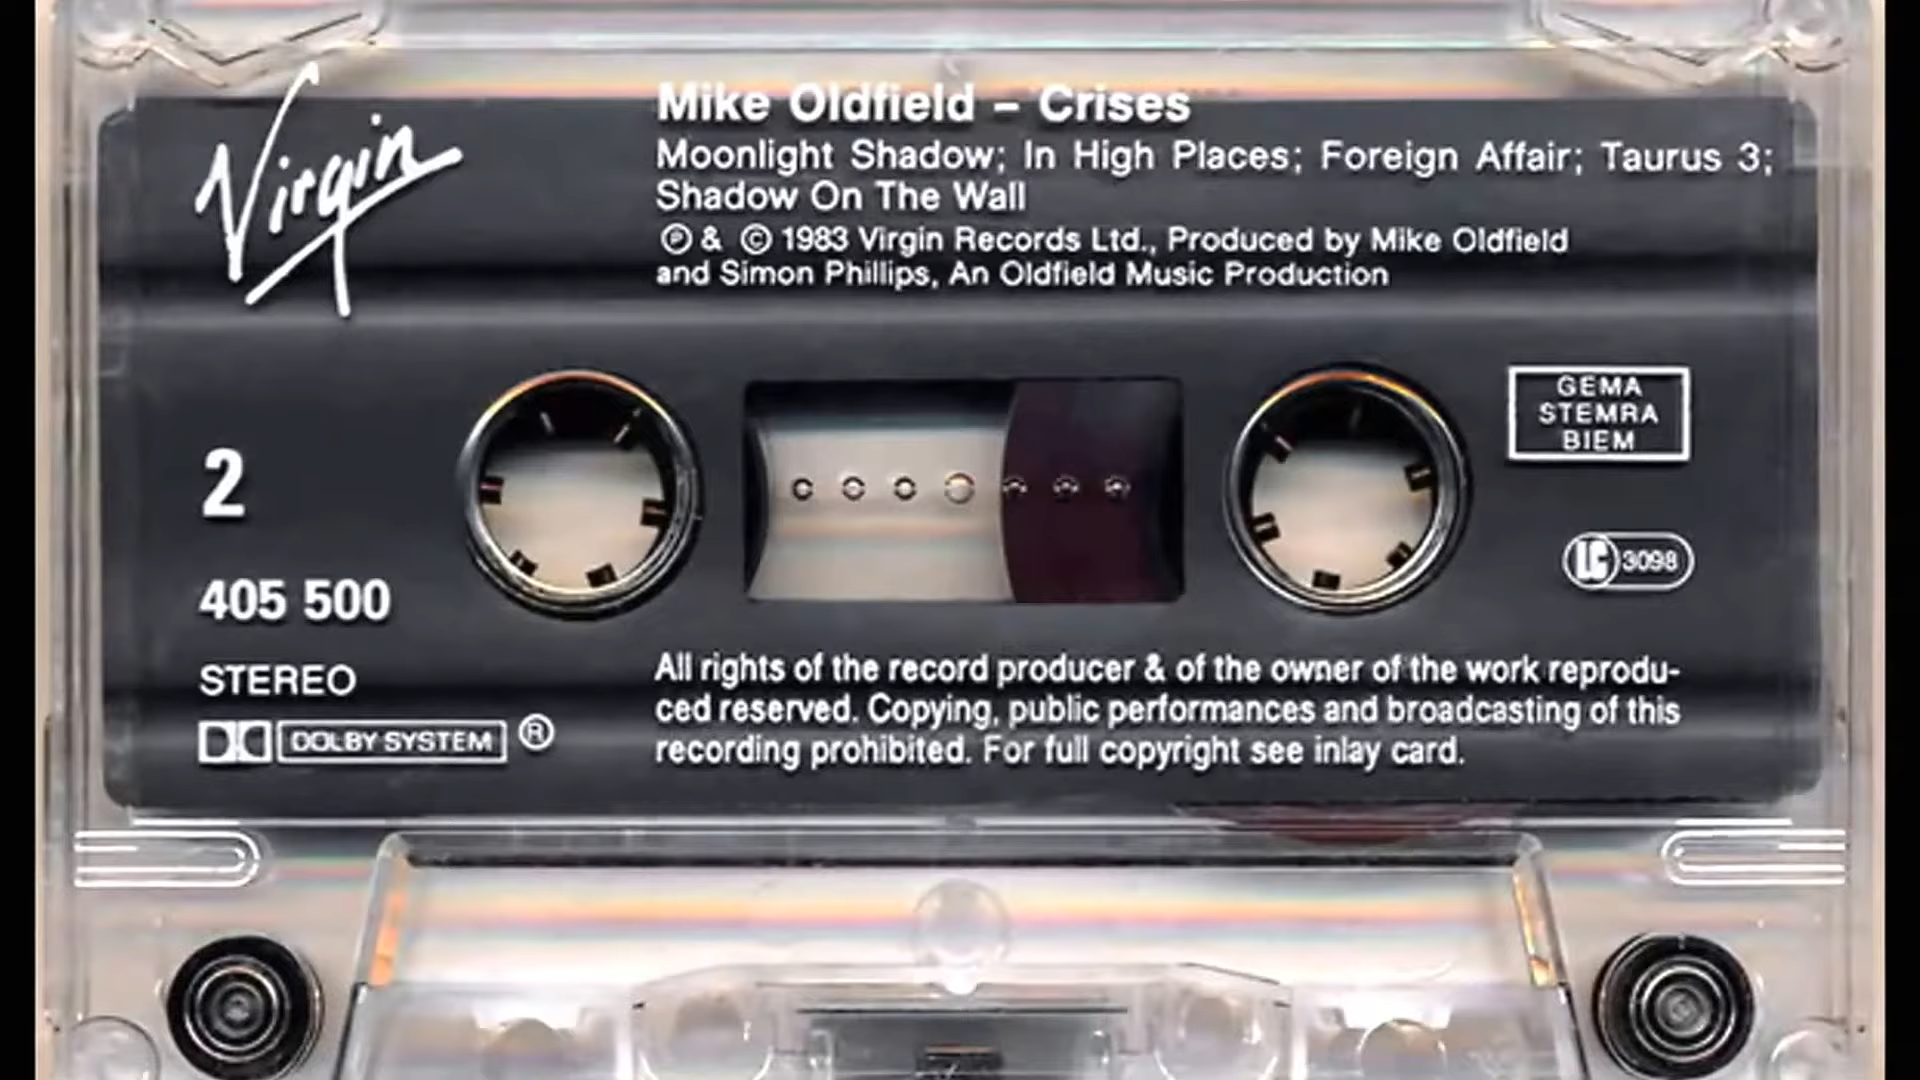 Virgin
Mike Oldfield – Crises
Moonlight Shadow; In High Places; Foreign Affair; Taurus 3;
Shadow On The Wall
℗ & © 1983 Virgin Records Ltd., Produced by Mike Oldfield
and Simon Phillips, An Oldfield Music Production
GEMA
STEMRA
BIEM
2
LC 3098
405 500
STEREO
DOLBY SYSTEM ®
All rights of the record producer & of the owner of the work reprodu-
ced reserved. Copying, public performances and broadcasting of this
recording prohibited. For full copyright see inlay card.